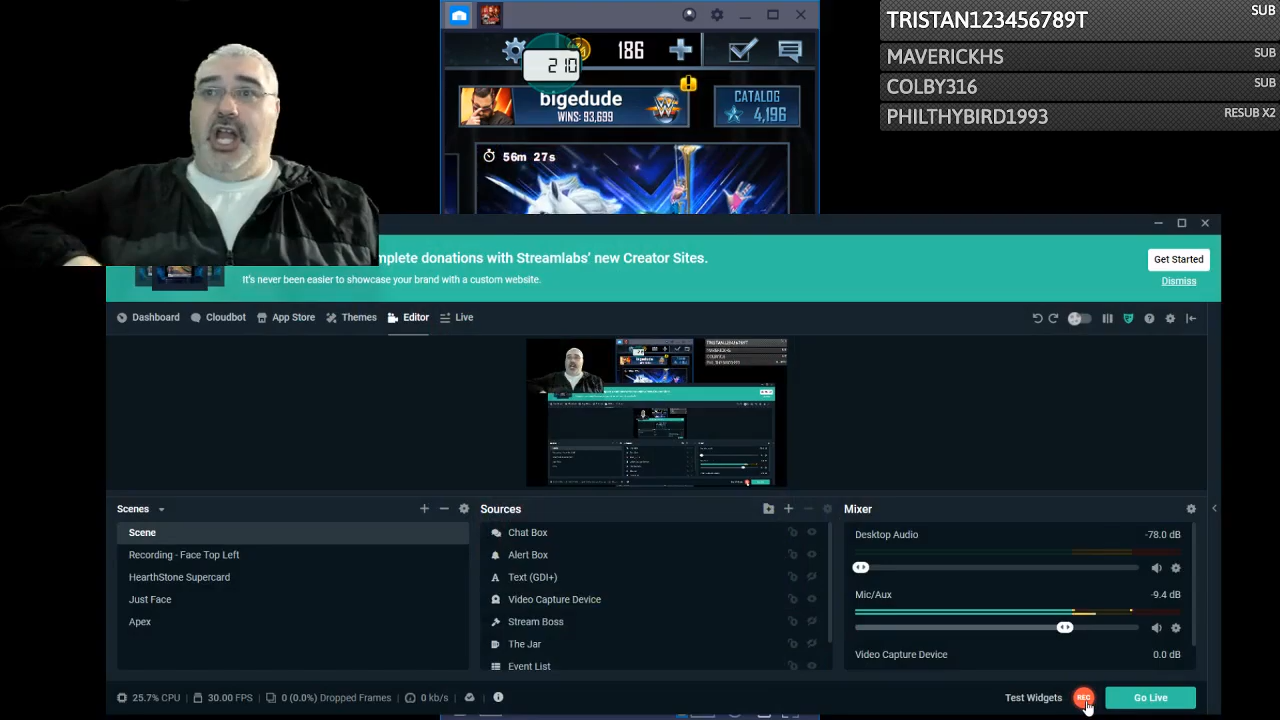 186
210
bigedude
WINS: 93,699
CATALOG
4,196
56m 27s
TRISTAN123456789T SUB
MAVERICKHS SUB
COLBY316 SUB
PHILTHYBIRD1993 RESUB X2
mplete donations with Streamlabs' new Creator Sites.
It's never been easier to showcase your brand with a custom website.
Get Started
Dismiss
Dashboard Cloudbot App Store Themes Editor Live
Scenes
Scene
Recording - Face Top Left
HearthStone Supercard
Just Face
Apex
Sources
Chat Box
Alert Box
Text (GDI+)
Video Capture Device
Stream Boss
The Jar
Event List
Mixer
Desktop Audio -78.0 dB
Mic/Aux -9.4 dB
Video Capture Device 0.0 dB
25.7% CPU 30.00 FPS 0 (0.0%) Dropped Frames 0 kb/s
Test Widgets REC Go Live